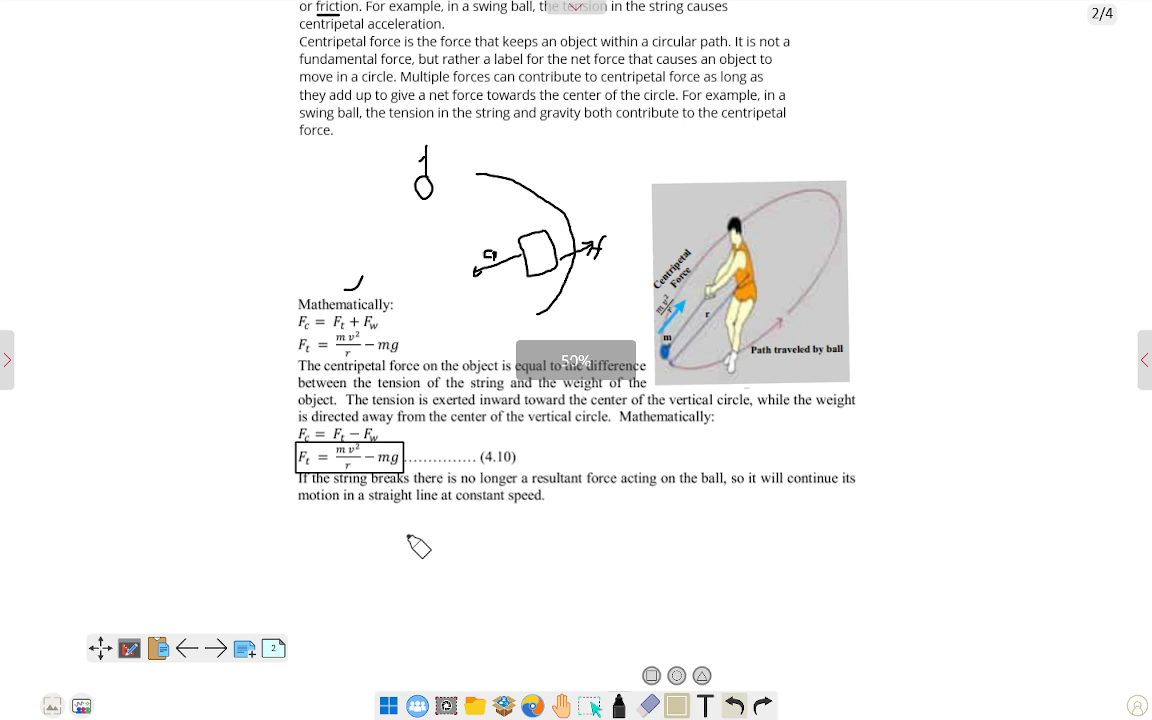 or friction. For example, in a swing ball, the tension in the string causes
centripetal acceleration.
Centripetal force is the force that keeps an object within a circular path. It is not a
fundamental force, but rather a label for the net force that causes an object to
move in a circle. Multiple forces can contribute to centripetal force as long as
they add up to give a net force towards the center of the circle. For example, in a
swing ball, the tension in the string and gravity both contribute to the centripetal
force.
2/4
Centripetal
Force
m v²
r
r
m
Path traveled by ball
Mathematically:
F_c = F_t + F_w
F_t = m v²/r − mg
50%
The centripetal force on the object is equal to the difference
between the tension of the string and the weight of the
object. The tension is exerted inward toward the center of the vertical circle, while the weight
is directed away from the center of the vertical circle. Mathematically:
F_c = F_t − F_w
F_t = m v²/r − mg ............... (4.10)
If the string breaks there is no longer a resultant force acting on the ball, so it will continue its
motion in a straight line at constant speed.
2
T